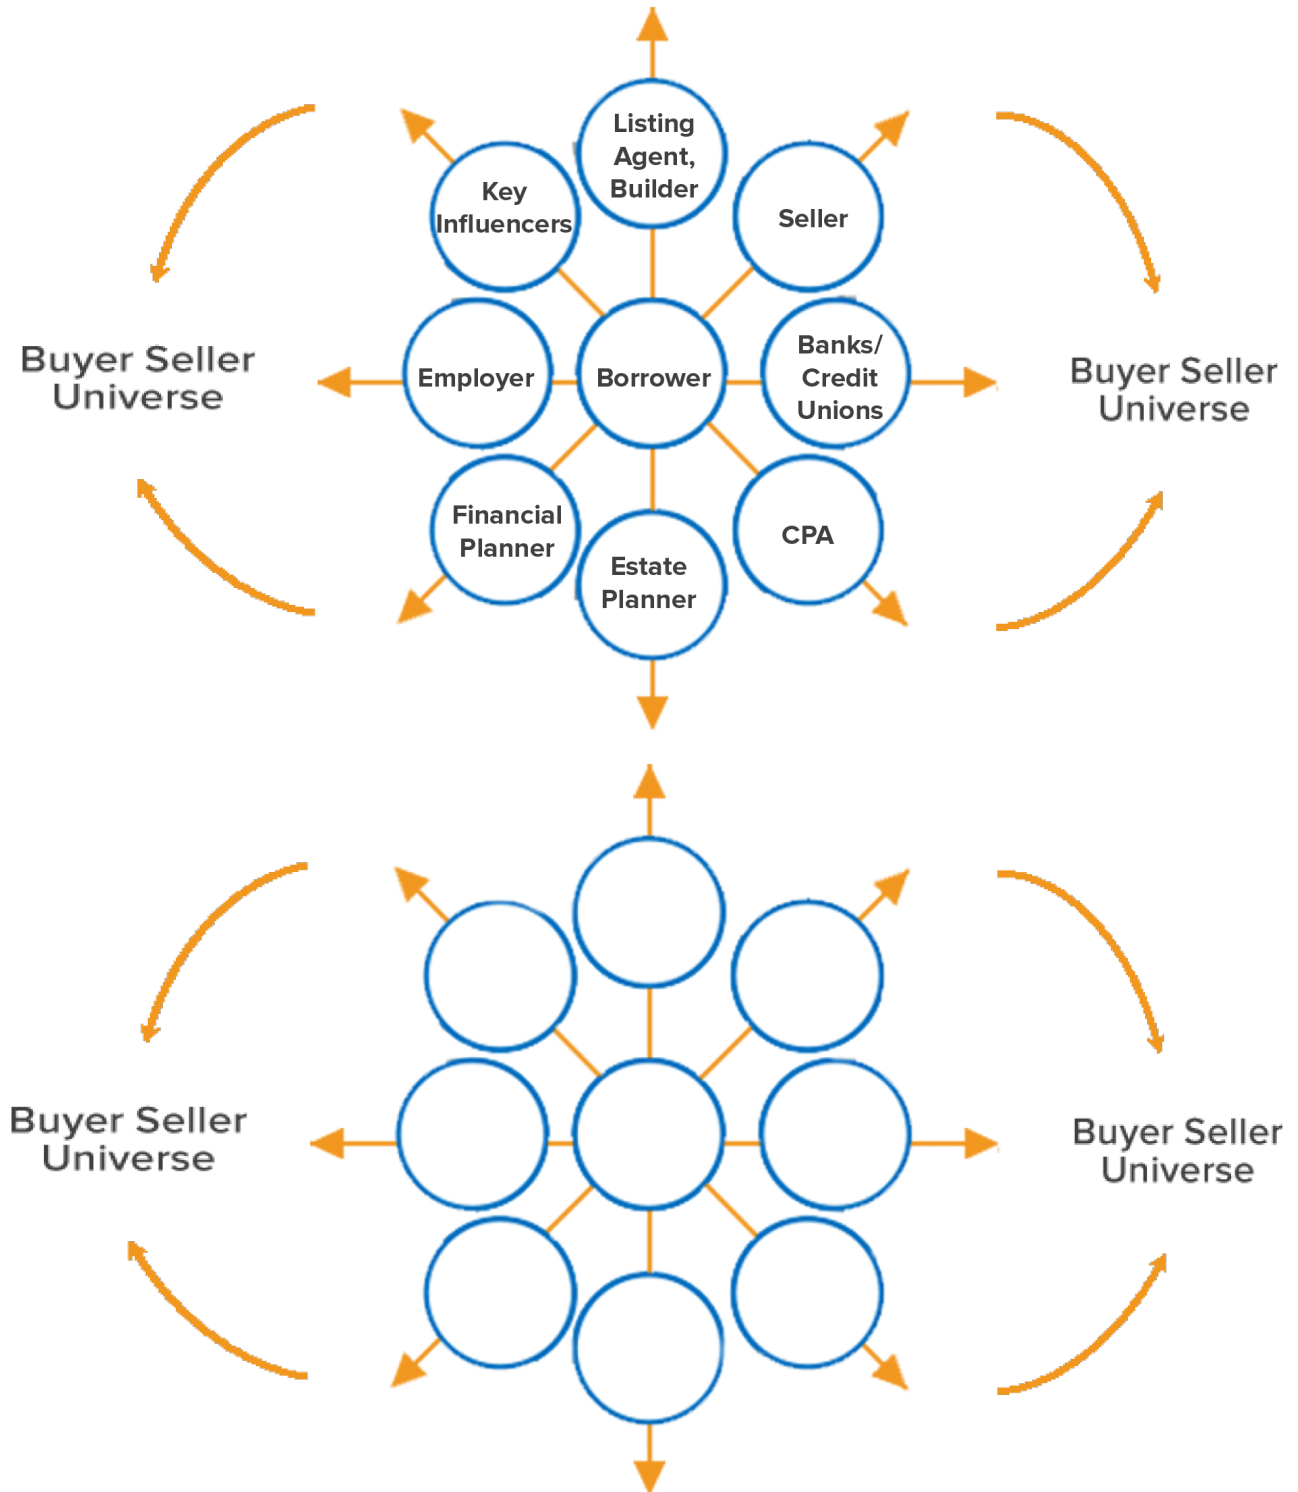 Listing
Agent,
Builder
Key
Influencers
Seller
Buyer Seller
Universe
Employer
Borrower
Banks/
Credit
Unions
Buyer Seller
Universe
Financial
Planner
Estate
Planner
CPA
Buyer Seller
Universe
Buyer Seller
Universe